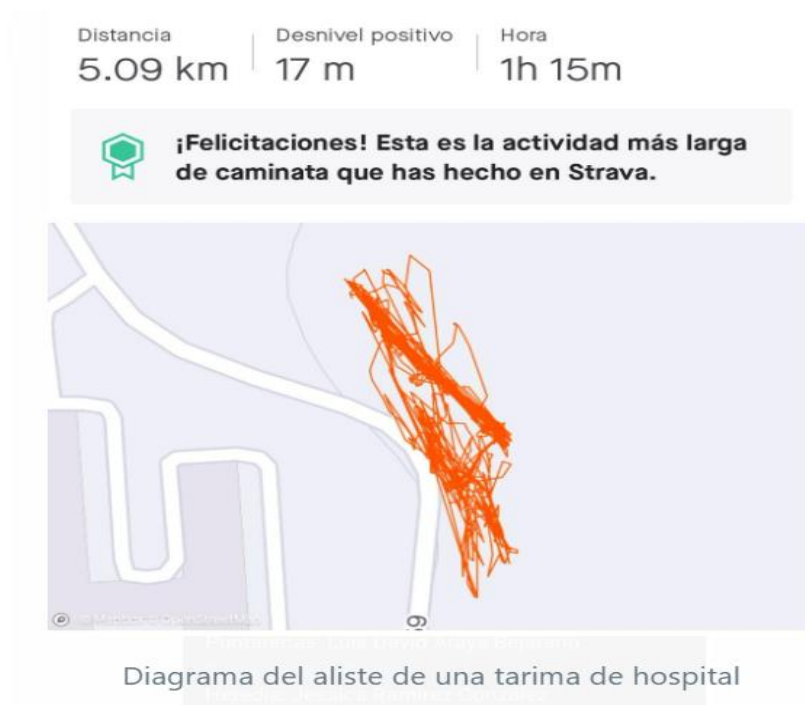 Distancia
Desnivel positivo
Hora
5.09 km
17 m
1h 15m
¡Felicitaciones! Esta es la actividad más larga
de caminata que has hecho en Strava.
Diagrama del aliste de una tarima de hospital